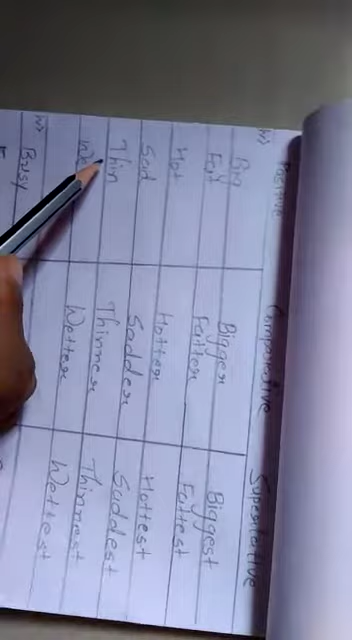 Positive Comparative Superlative
Big Bigger Biggest
Fat Fatter Fattest
Hot Hotter Hottest
Sad Sadder Saddest
Thin Thinner Thinnest
We Wetter Wettest
Busy